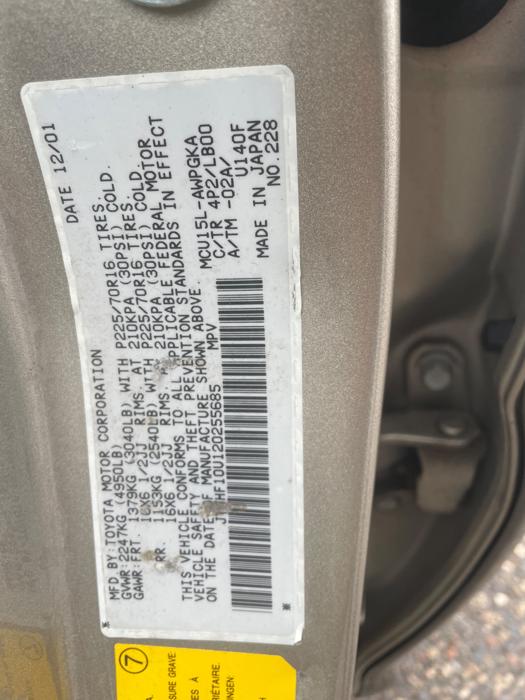 DATE 12/01
MFD.BY:TOYOTA MOTOR CORPORATION
GVWR:2247KG(4950LB)
GAWR:FRT. 1379KG (3040LB) WITH P225/70R16 TIRES,
16X6 1/2JJ RIMS, AT 210KPA (30PSI) COLD.
RR. 1153KG (2540LB) WITH P225/70R16 TIRES,
16X6 1/2JJ RIMS, 210KPA (30PSI) COLD.
THIS VEHICLE CONFORMS TO ALL APPLICABLE FEDERAL MOTOR
VEHICLE SAFETY AND THEFT PREVENTION STANDARDS IN EFFECT
ON THE DATE OF MANUFACTURE SHOWN ABOVE.
HF10U120255685 MPV
MCU15L-AWPGKA
C/TR 4P2/LB00
A/TM -02A/ U140F
MADE IN JAPAN
NO.228
7
SURE GRAVE